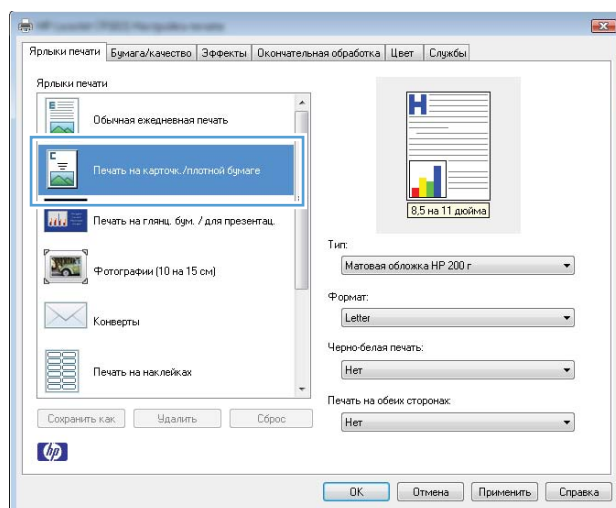 Ярлыки печати Бумага/качество Эффекты Окончательная обработка Цвет Службы
Ярлыки печати
Обычная ежедневная печать
Печать на карточк./плотной бумаге
Печать на глянц. бум. / для презентац.
Фотографии (10 на 15 см)
Конверты
Печать на наклейках
Сохранить как Удалить Сброс
hp
H
8,5 на 11 дюйма
Тип:
Матовая обложка HP 200 г
Формат:
Letter
Черно-белая печать:
Нет
Печать на обеих сторонах:
Нет
OK Отмена Применить Справка